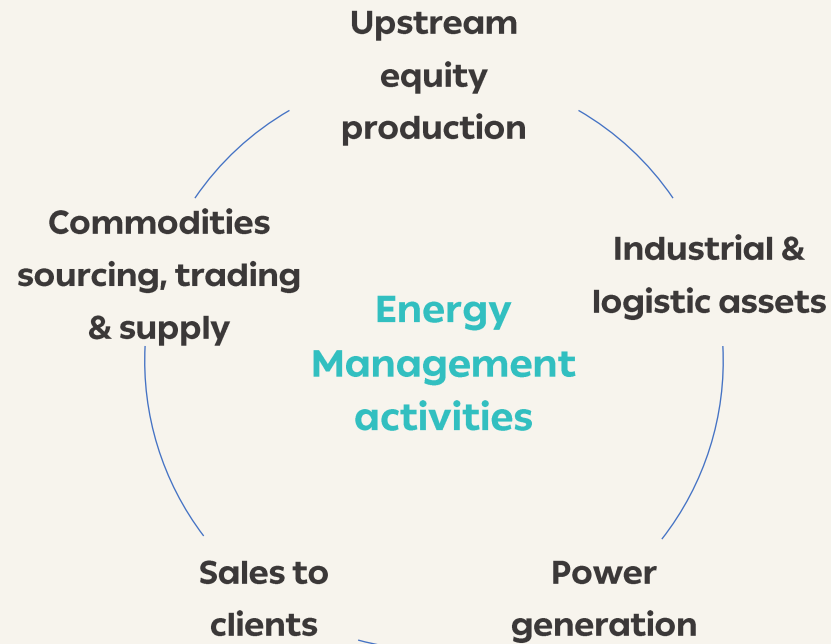 Upstream
equity
production
Commodities
sourcing, trading
& supply
Industrial &
logistic assets
Energy
Management
activities
Sales to
clients
Power
generation